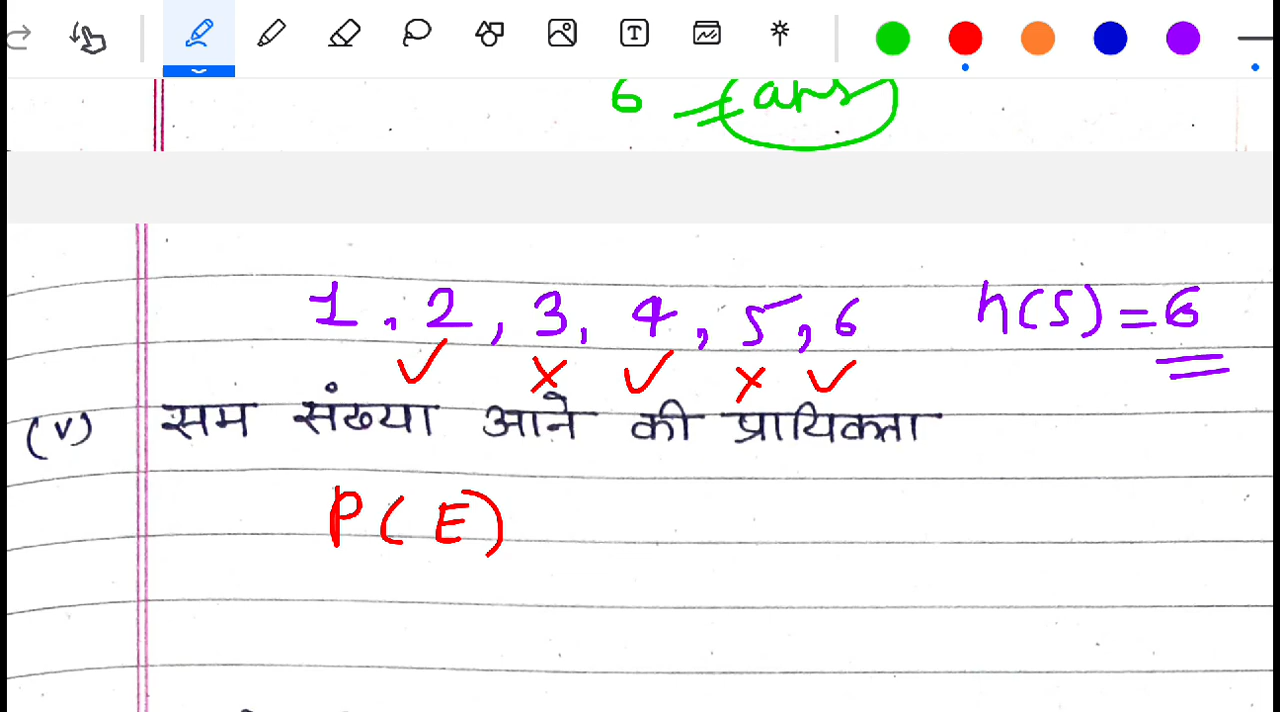 6 = ans
1, 2, 3, 4, 5, 6 n(S) = 6
✓ × ✓ × ✓
(v) सम संख्या आने की प्रायिकता
P(E)